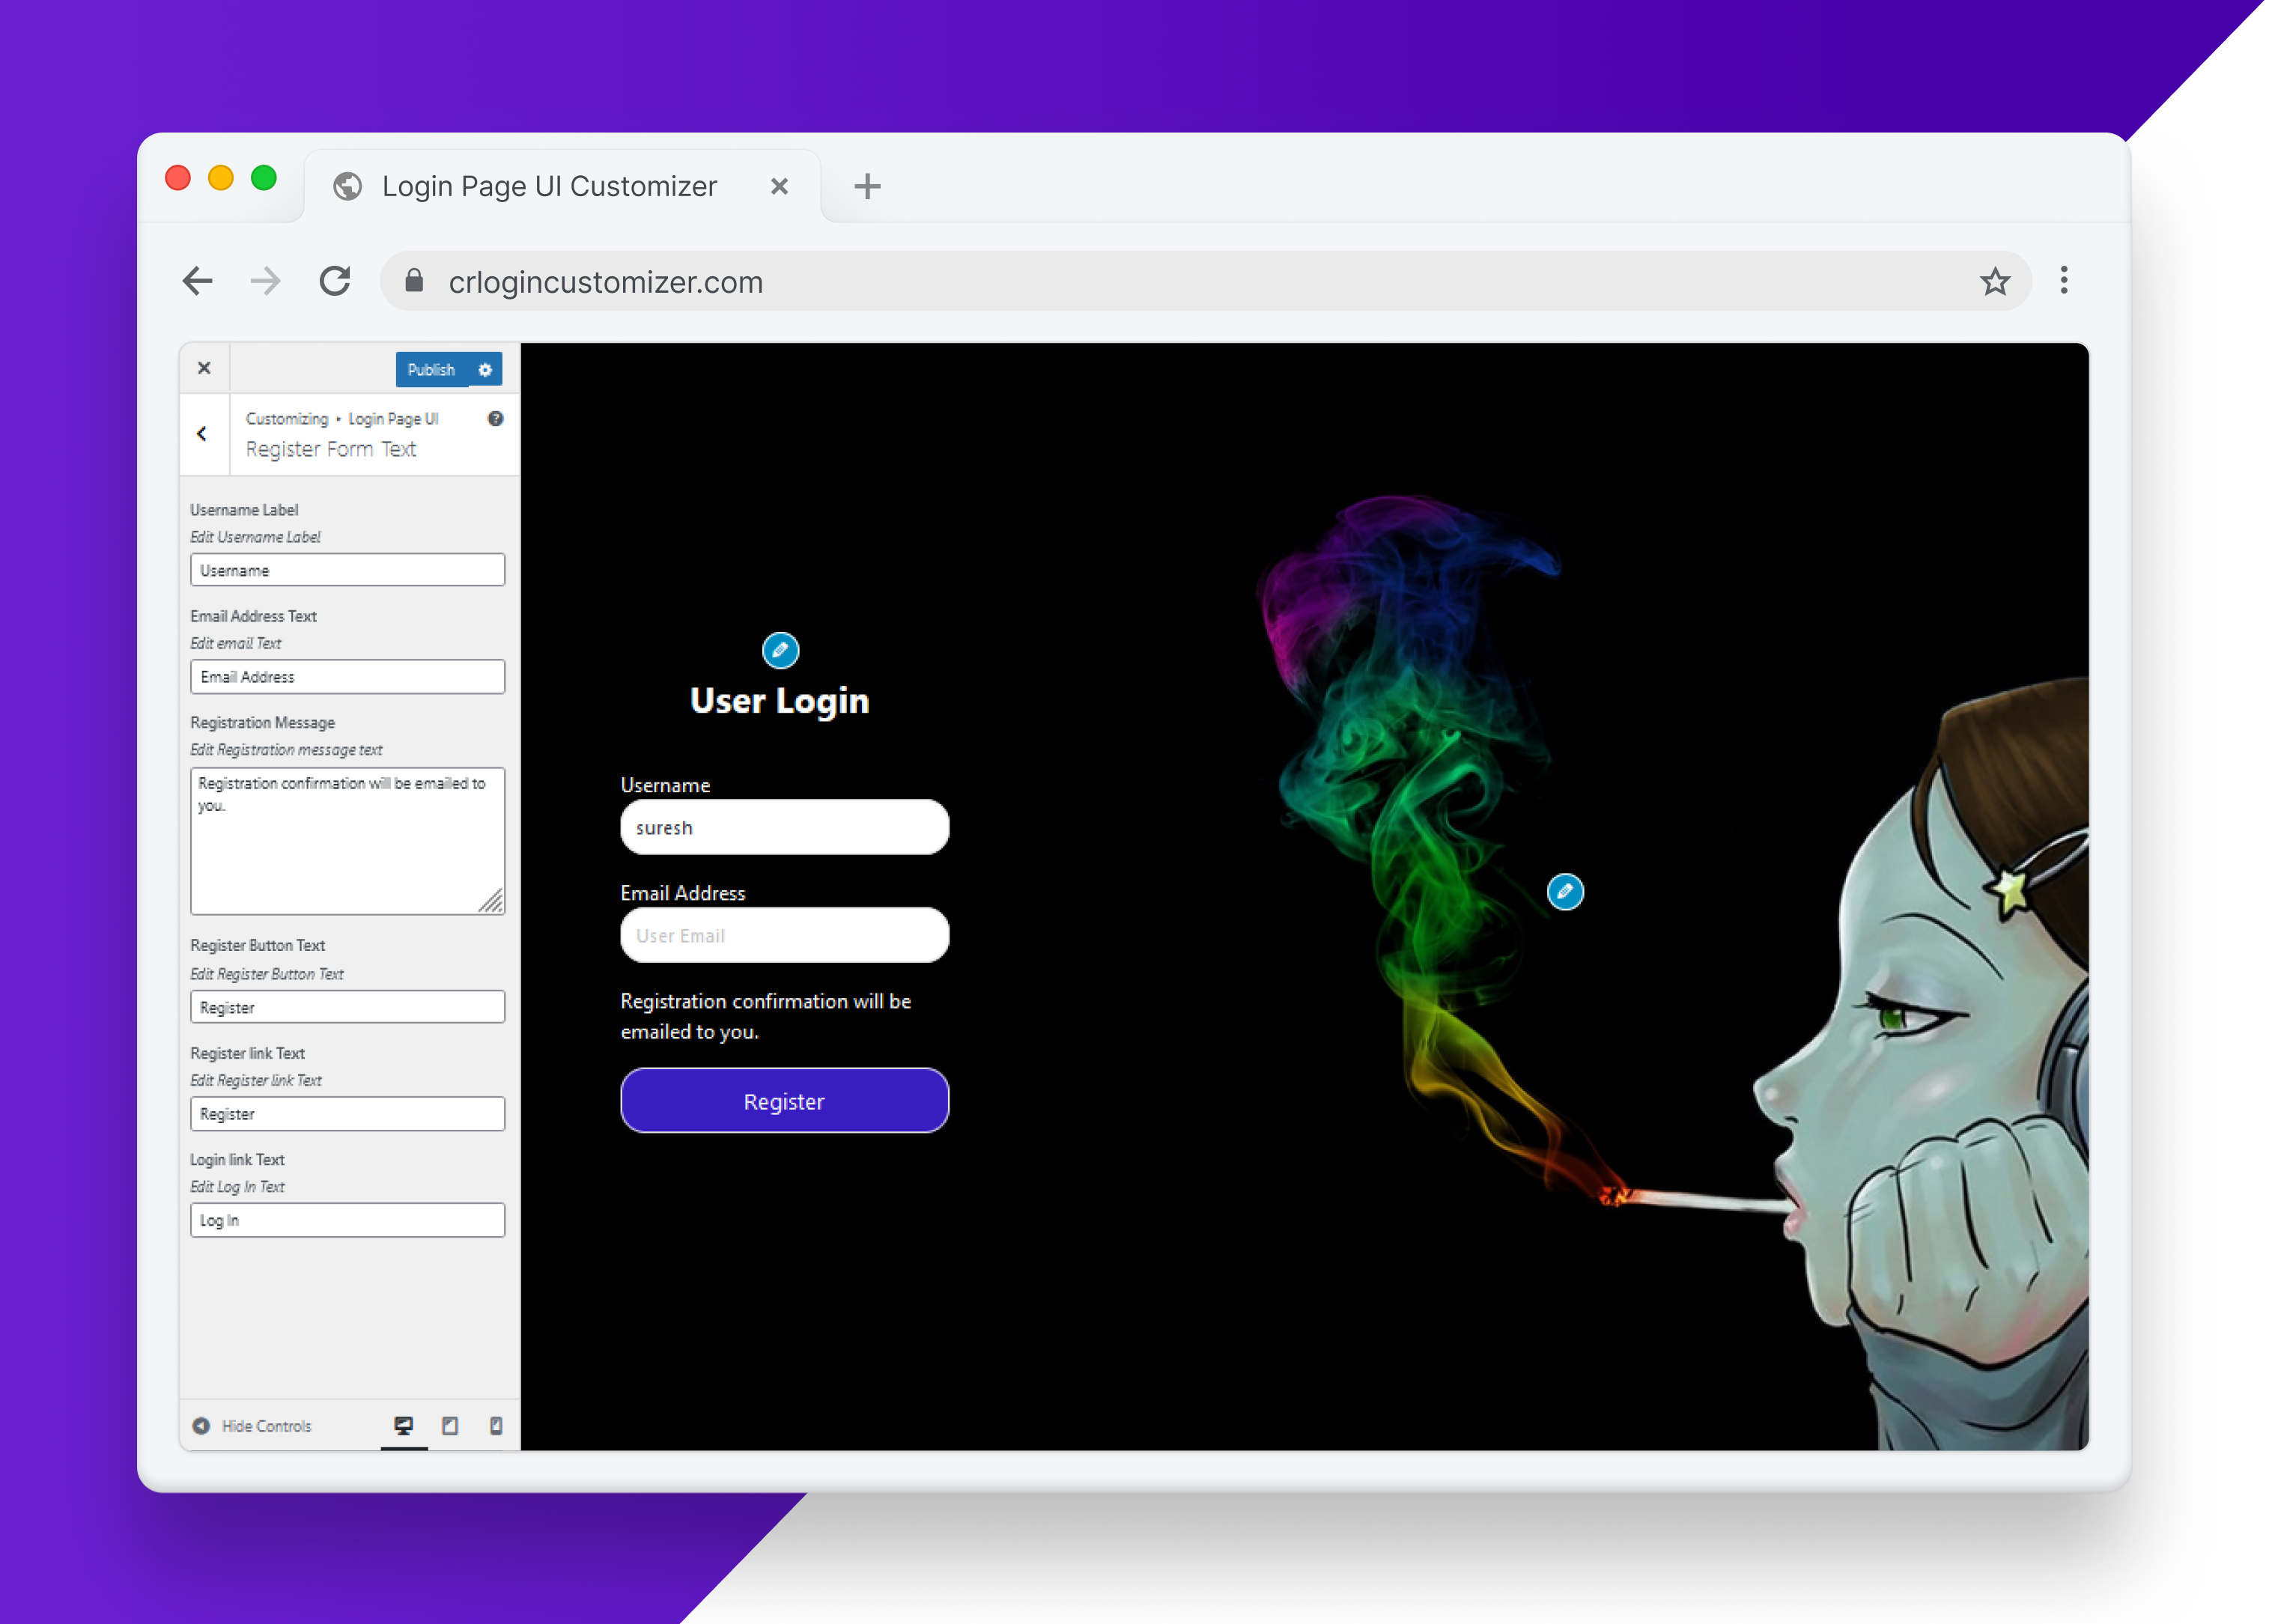 Login Page UI Customizer
crlogincustomizer.com
Publish
Customizing ▸ Login Page UI
Register Form Text
Username Label
Edit Username Label
Username
Email Address Text
Edit email Text
Email Address
Registration Message
Edit Registration message text
Registration confirmation will be emailed to
you.
Register Button Text
Edit Register Button Text
Register
Register link Text
Edit Register link Text
Register
Login link Text
Edit Log In Text
Log In
Hide Controls
User Login
Username
suresh
Email Address
User Email
Registration confirmation will be
emailed to you.
Register